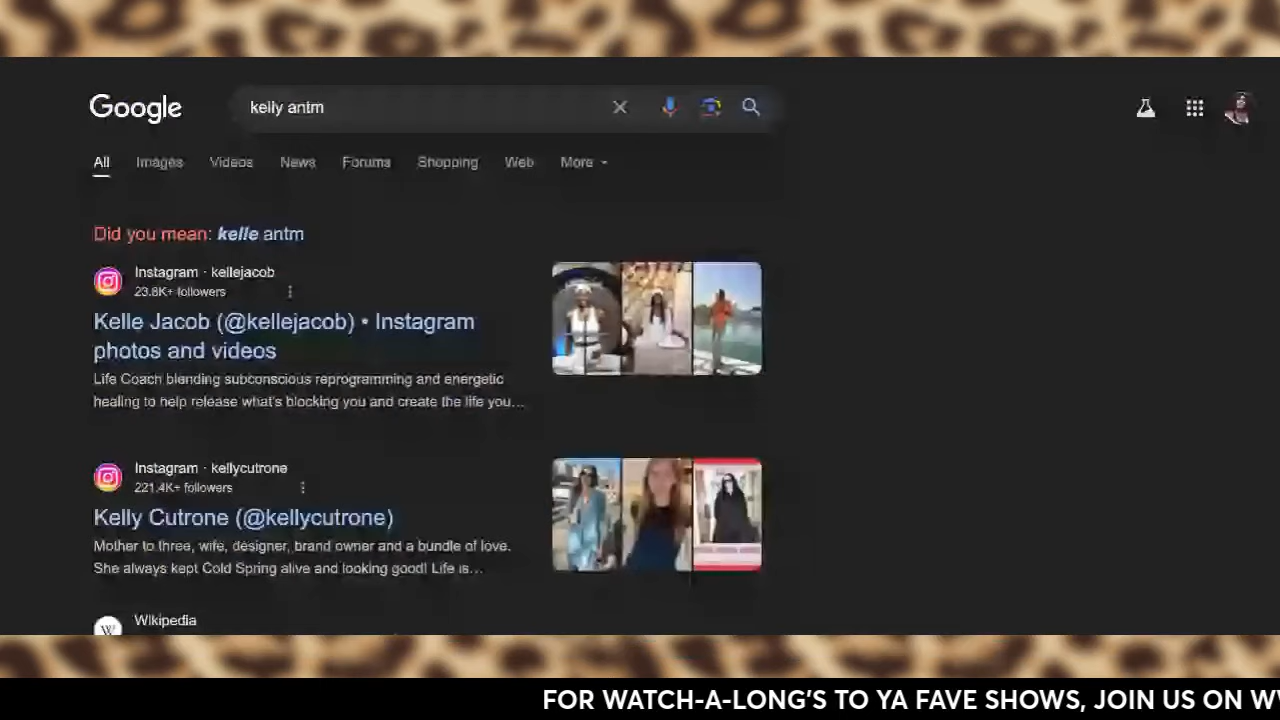 Google
kelly antm
All Images Videos News Forums Shopping Web More
Did you mean: kelle antm
Instagram · kellejacob
23.8K+ followers
Kelle Jacob (@kellejacob) • Instagram
photos and videos
Life Coach blending subconscious reprogramming and energetic
healing to help release what's blocking you and create the life you...
Instagram · kellycutrone
221.4K+ followers
Kelly Cutrone (@kellycutrone)
Mother to three, wife, designer, brand owner and a bundle of love.
She always kept Cold Spring alive and looking good! Life is...
W
Wikipedia
FOR WATCH-A-LONG'S TO YA FAVE SHOWS, JOIN US ON